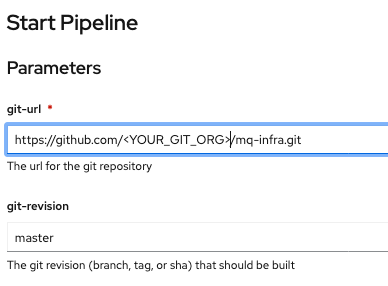 Start Pipeline
Parameters
git-url *
https://github.com/<YOUR_GIT_ORG>/mq-infra.git
The url for the git repository
git-revision
master
The git revision (branch, tag, or sha) that should be built